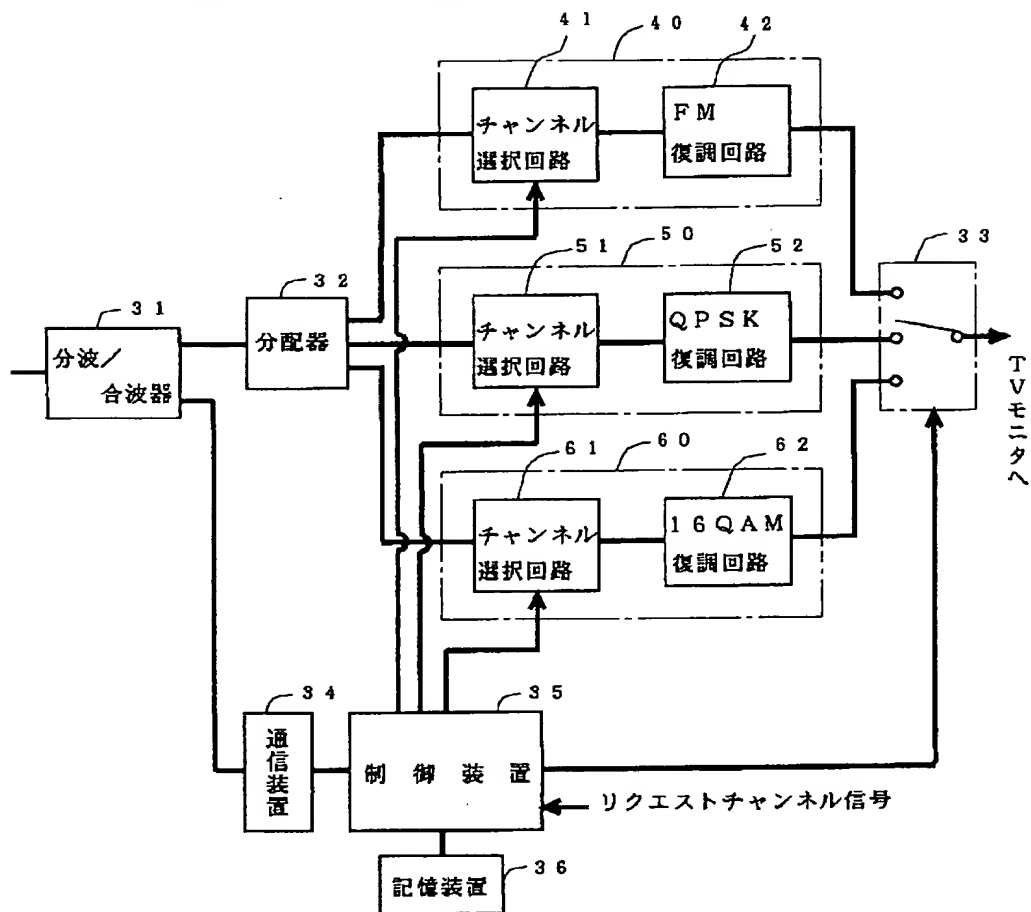 41
40
42
チャンネル
選択回路
FM
復調回路
51
50
52
33
32
チャンネル
選択回路
QPSK
復調回路
31
分配器
分波/
合波器
TVモニタへ
61
60
62
チャンネル
選択回路
16QAM
復調回路
34
35
通信装置
制御装置
リクエストチャンネル信号
36
記憶装置